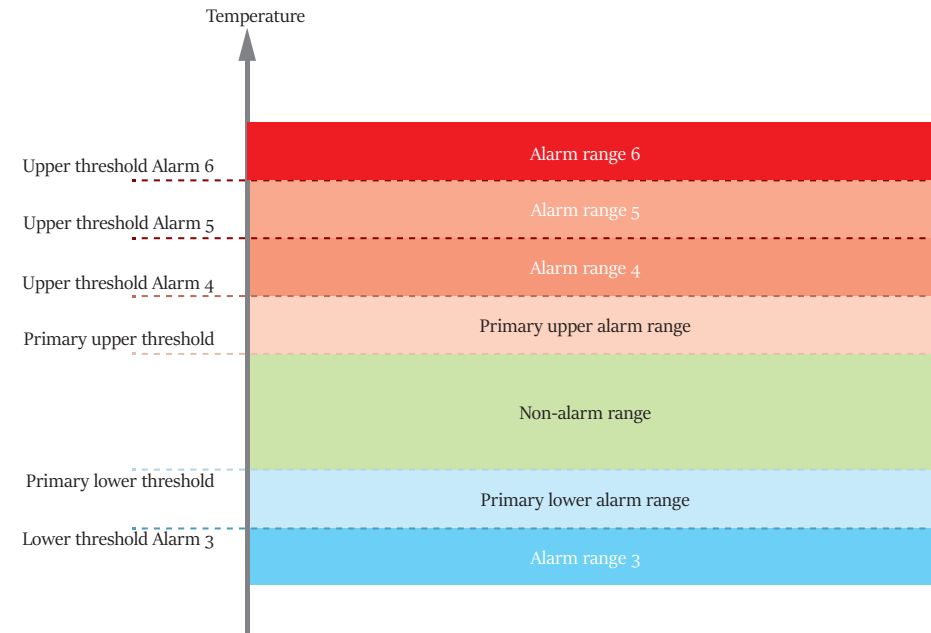 Temperature
Alarm range 6
Upper threshold Alarm 6
Alarm range 5
Upper threshold Alarm 5
Alarm range 4
Upper threshold Alarm 4
Primary upper alarm range
Primary upper threshold
Non-alarm range
Primary lower threshold
Primary lower alarm range
Lower threshold Alarm 3
Alarm range 3